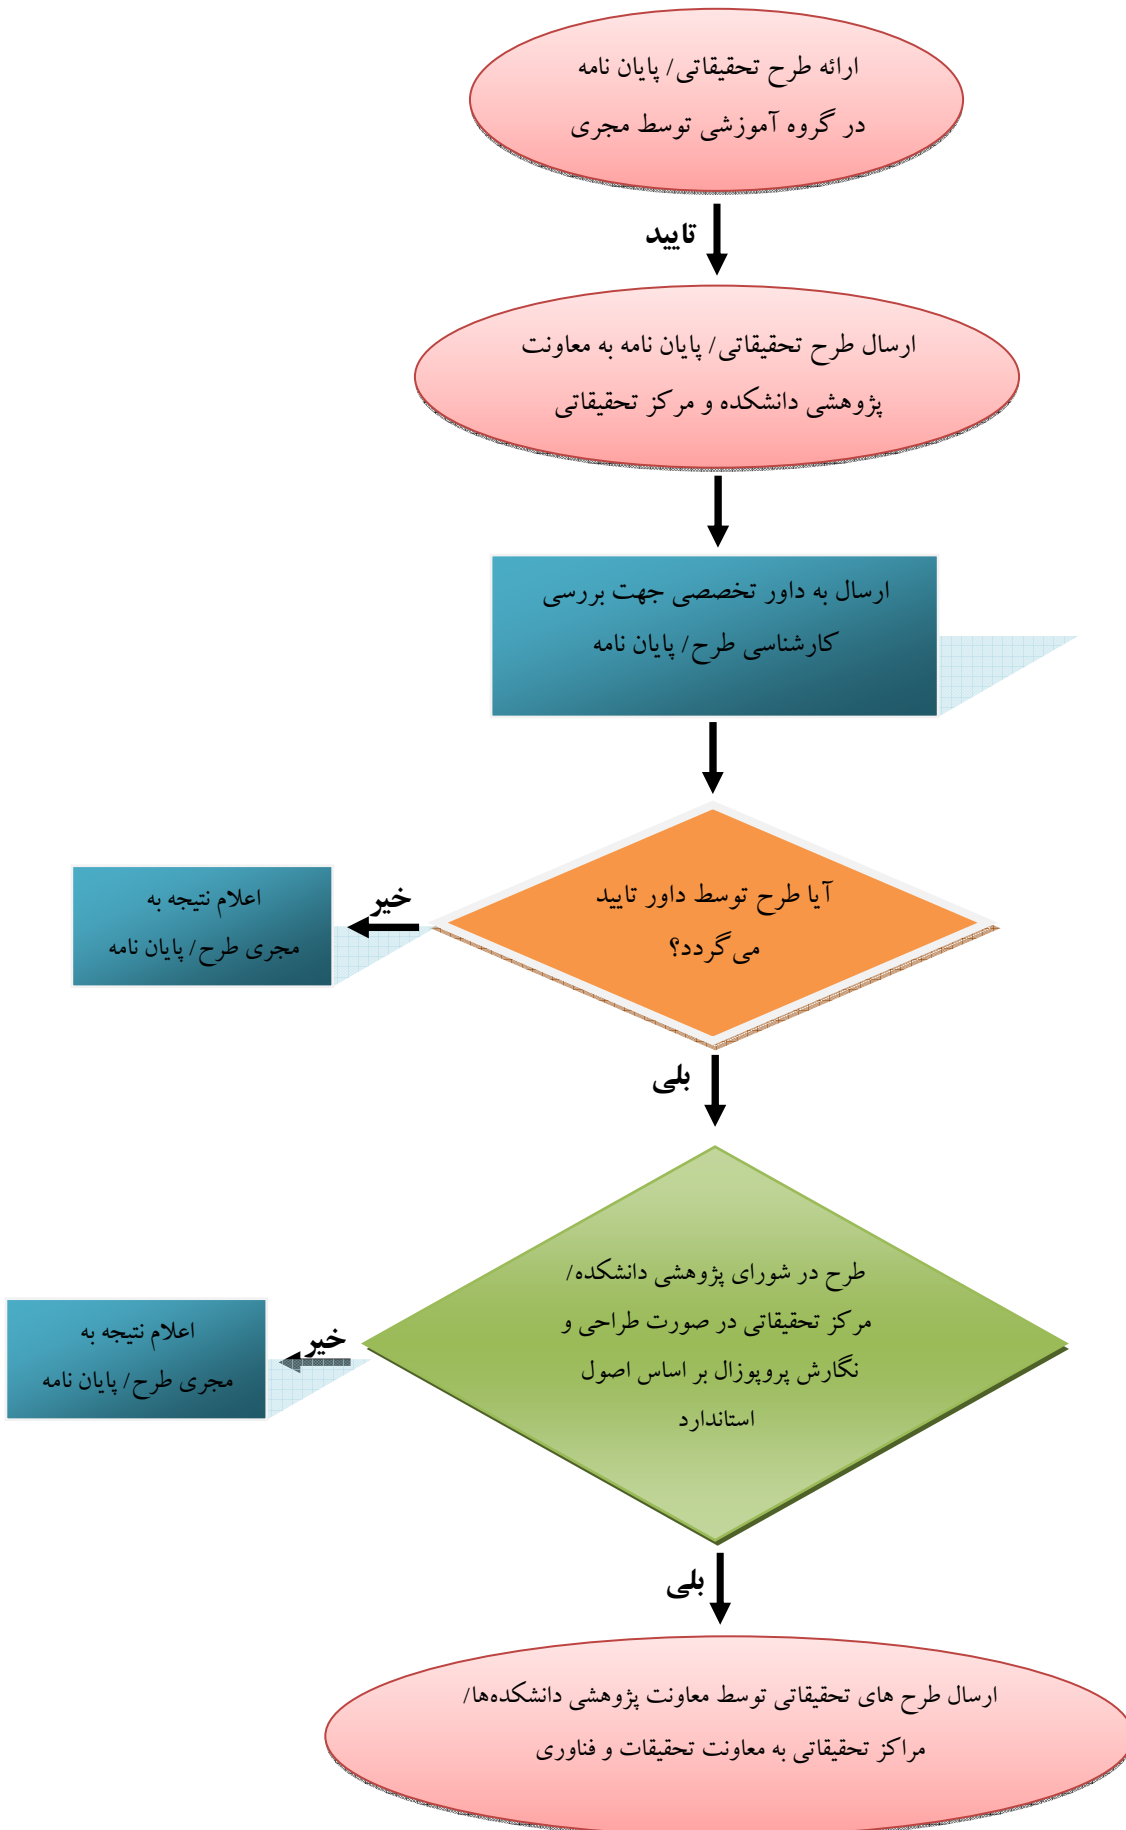 ارائه طرح تحقیقاتی/ پایان نامه
در گروه آموزشی توسط مجری
تایید
ارسال طرح تحقیقاتی/ پایان نامه به معاونت
پژوهشی دانشکده و مرکز تحقیقاتی
ارسال به داور تخصصی جهت بررسی
کارشناسی طرح/ پایان نامه
آیا طرح توسط داور تایید
می‌گردد؟
خیر
اعلام نتیجه به
مجری طرح/ پایان نامه
بلی
طرح در شورای پژوهشی دانشکده/
مرکز تحقیقاتی در صورت طراحی و
نگارش پروپوزال بر اساس اصول
استاندارد
خیر
اعلام نتیجه به
مجری طرح/ پایان نامه
بلی
ارسال طرح های تحقیقاتی توسط معاونت پژوهشی دانشکده‌ها/
مراکز تحقیقاتی به معاونت تحقیقات و فناوری